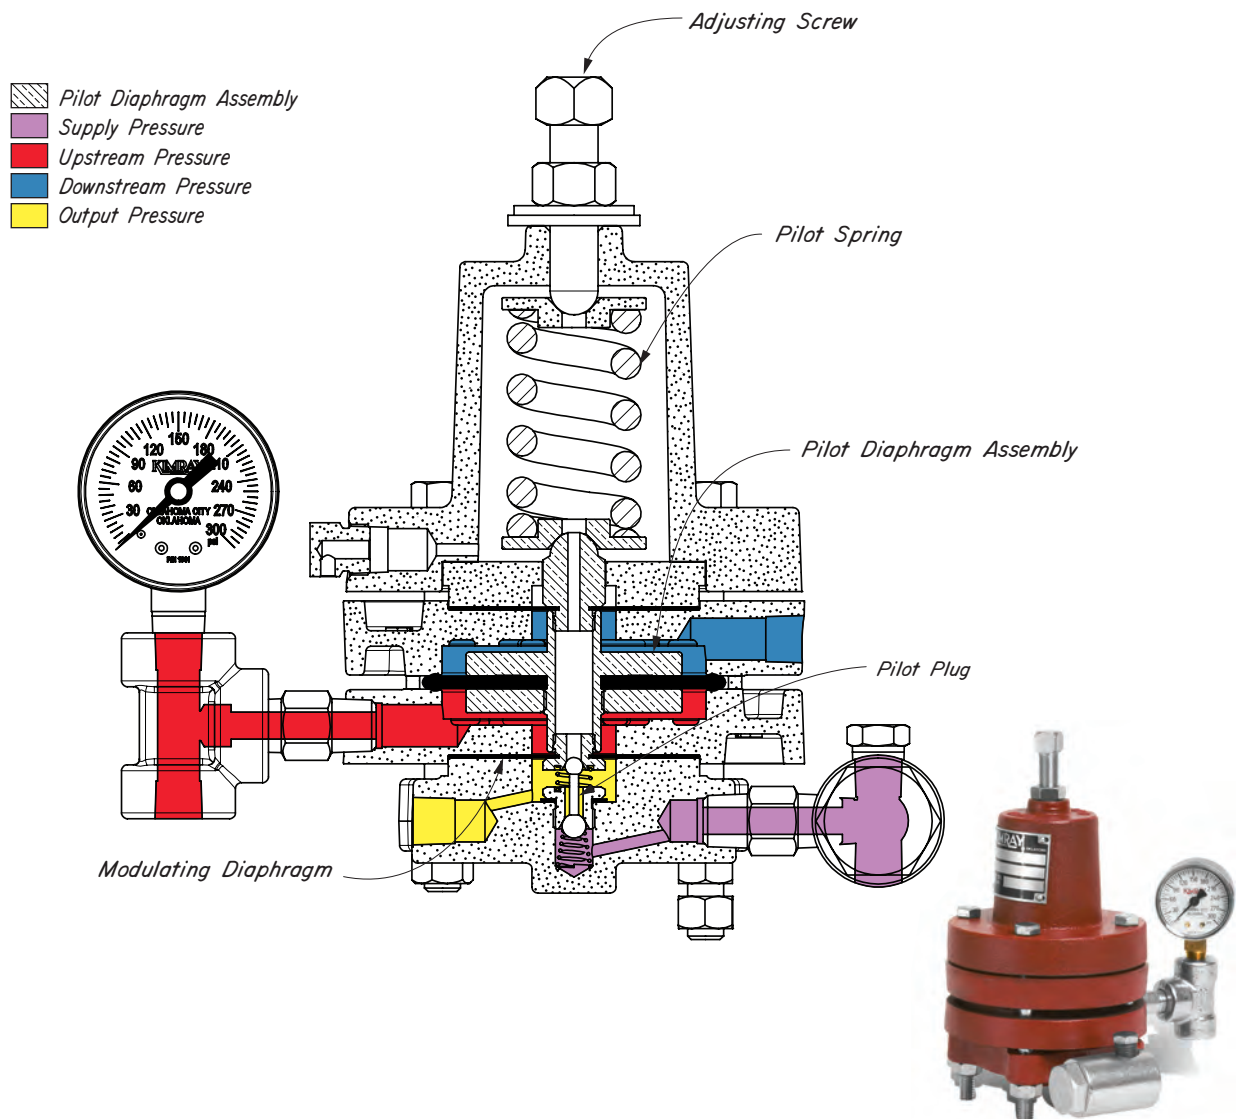 Adjusting Screw
Pilot Diaphragm Assembly
Supply Pressure
Upstream Pressure
Downstream Pressure
Output Pressure
Pilot Spring
Pilot Diaphragm Assembly
150
120 180
90 KIMRAY 210
60 240
30 OKLAHOMA CITY 270
OKLAHOMA 300
psi
Pilot Plug
Modulating Diaphragm